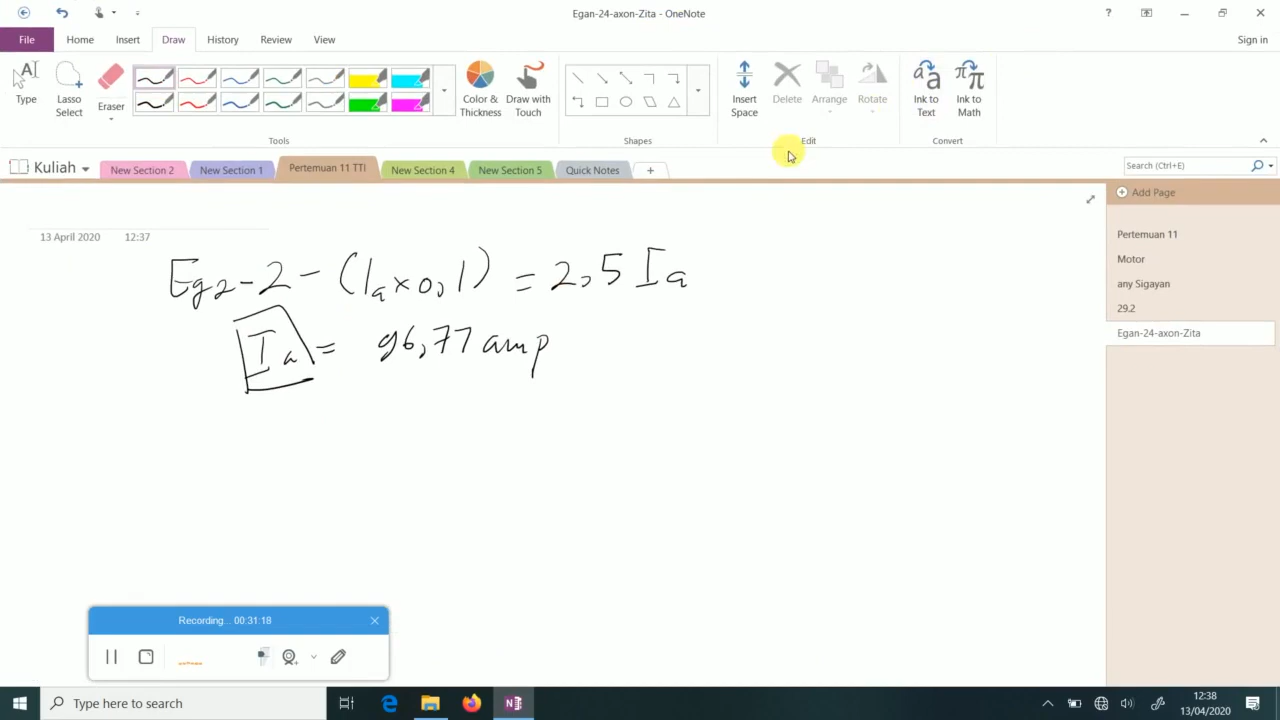 Egan-24-axon-Zita - OneNote
Sign in
File Home Insert Draw History Review View
Type
Lasso Select
Eraser
Color & Thickness
Draw with Touch
Insert Space
Delete
Arrange
Rotate
Ink to Text
Ink to Math
Tools
Shapes
Edit
Convert
Kuliah
New Section 2
New Section 1
Pertemuan 11 TTi
New Section 4
New Section 5
Quick Notes
Search (Ctrl+E)
Add Page
Pertemuan 11
Motor
any Sigayan
29.2
Egan-24-axon-Zita
13 April 2020 12:37
Eg2 - 2 - (Ia x 0,1) = 2,5 Ia
Ia = 96,77 amp
Recording... 00:31:18
Type here to search
12:38
13/04/2020